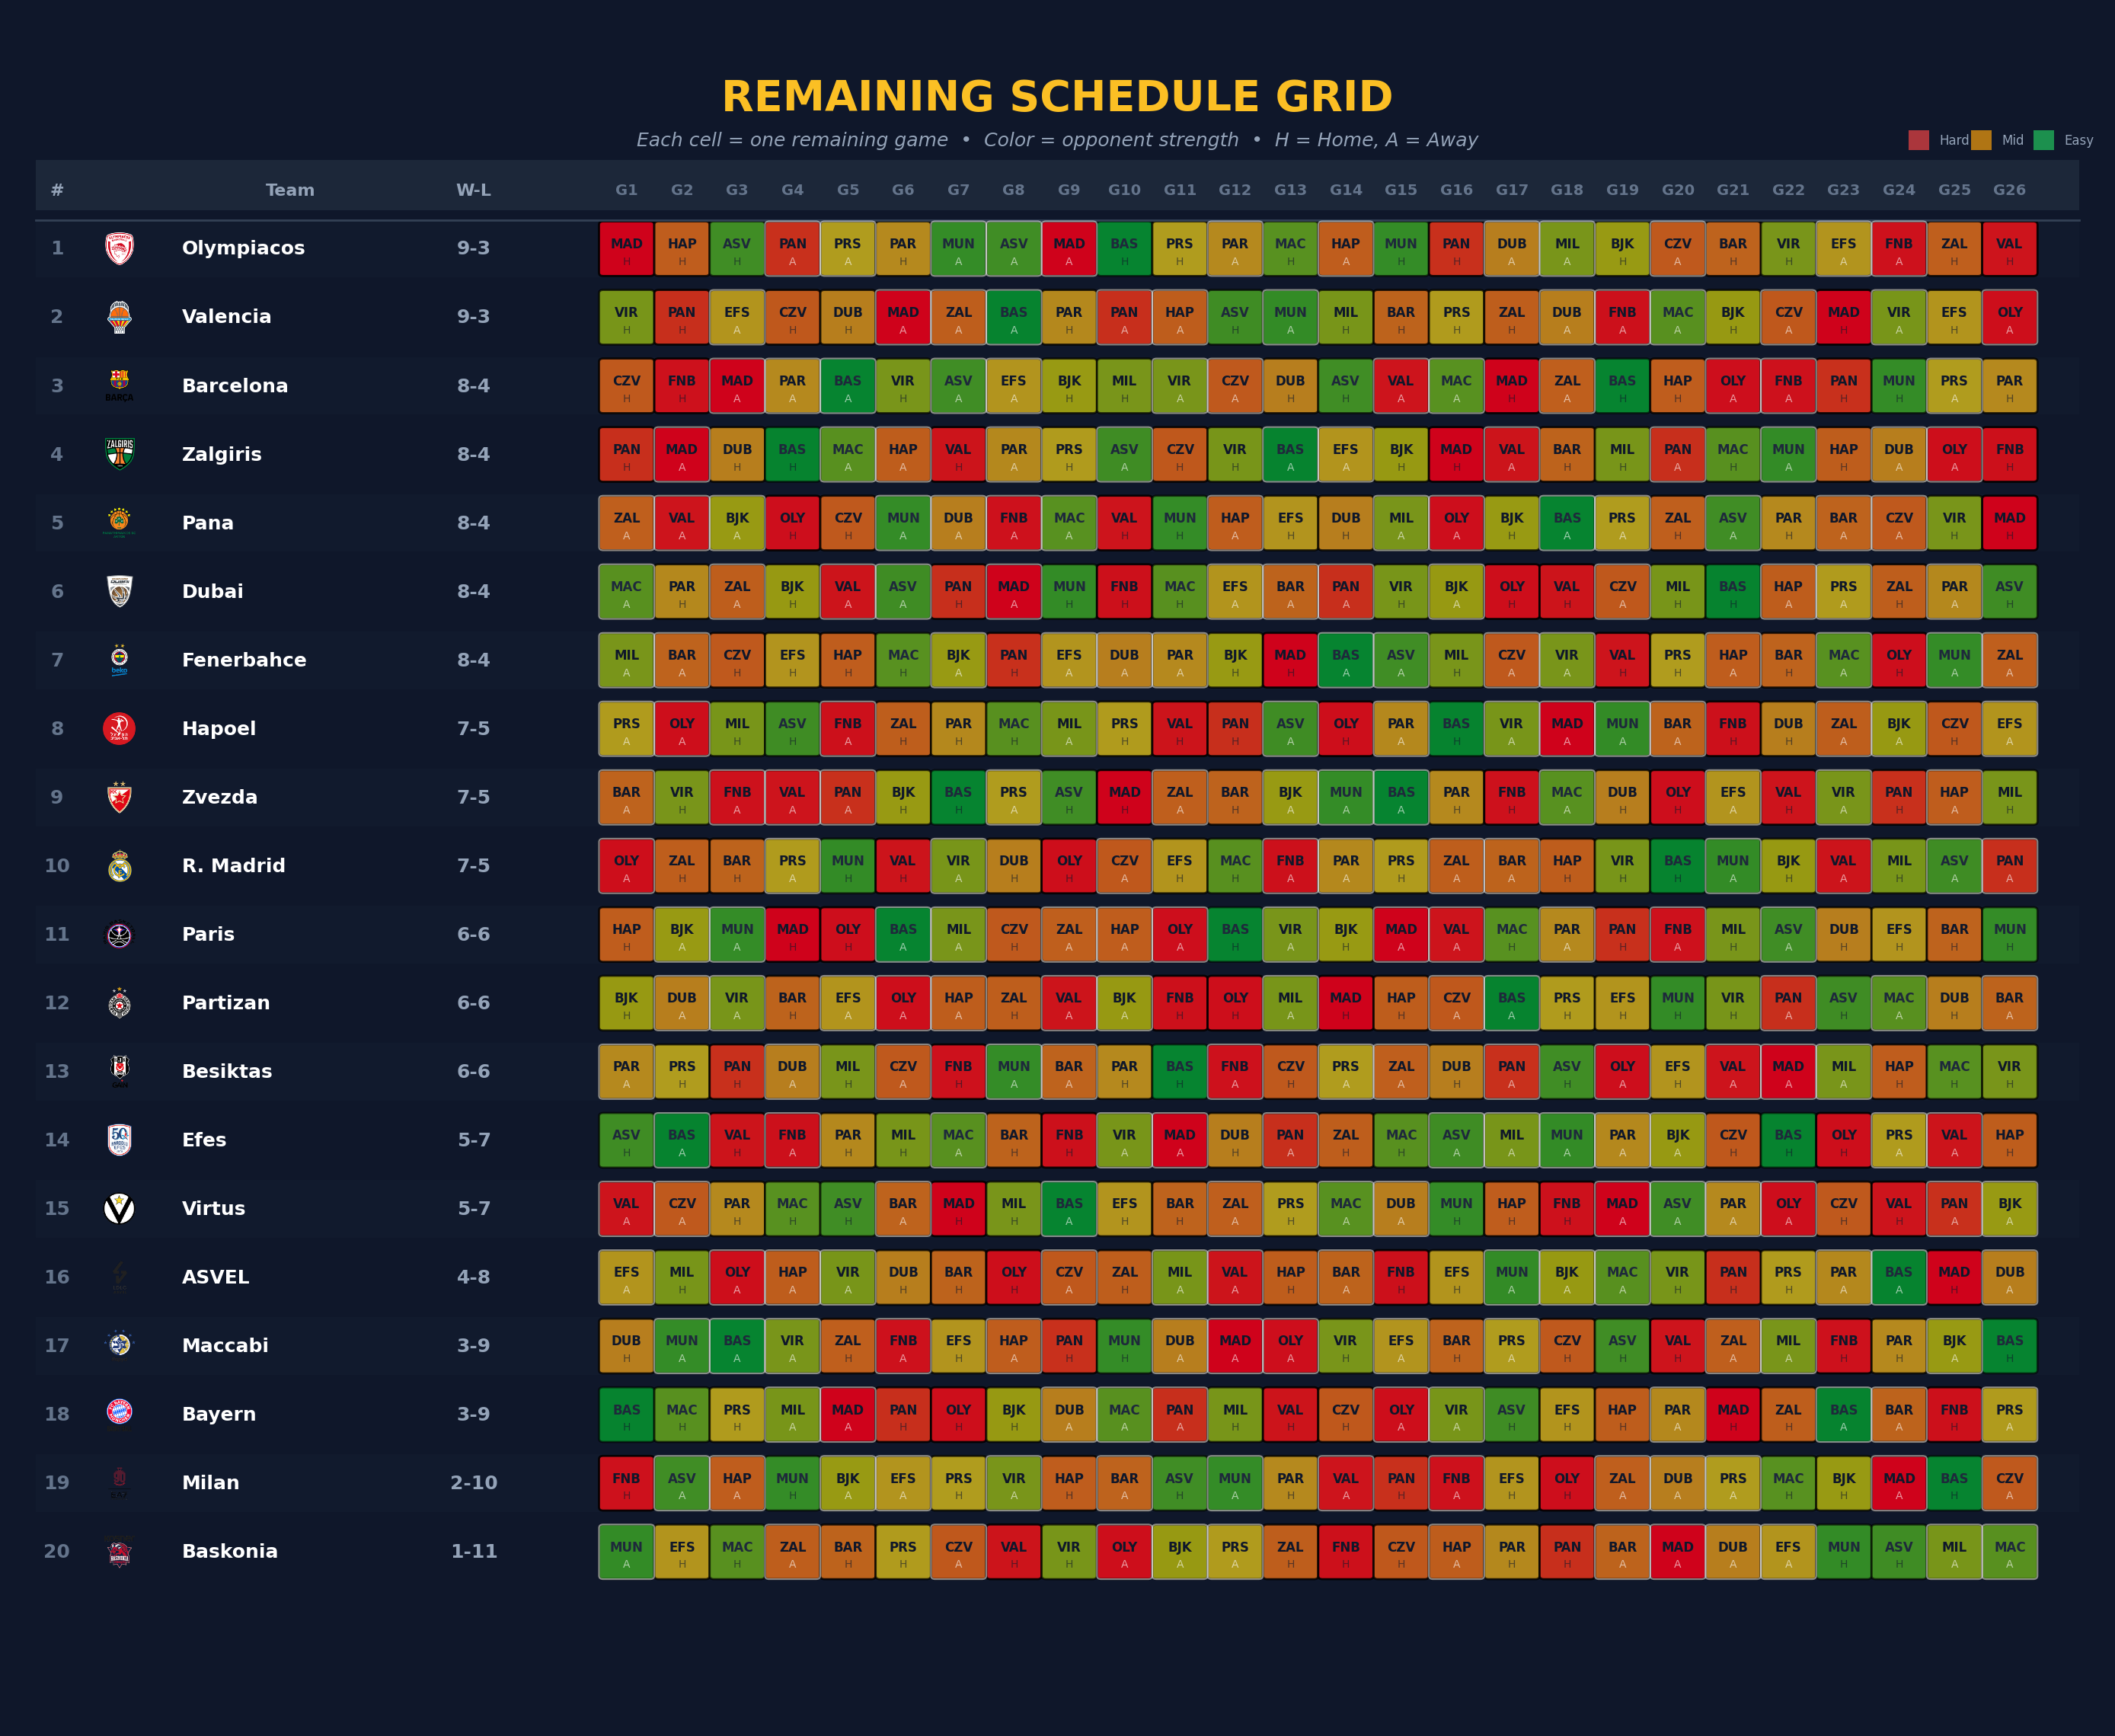 REMAINING SCHEDULE GRID
Each cell = one remaining game • Color = opponent strength • H = Home, A = Away
Hard Mid Easy
# Team W-L G1 G2 G3 G4 G5 G6 G7 G8 G9 G10 G11 G12 G13 G14 G15 G16 G17 G18 G19 G20 G21 G22 G23 G24 G25 G26
1 Olympiacos 9-3 MAD HAP ASV PAN PRS PAR MUN ASV MAD BAS PRS PAR MAC HAP MUN PAN DUB MIL BJK CZV BAR VIR EFS FNB ZAL VAL
H H H A A H A A A H H A H A H H A A H A H H A A H H
2 Valencia 9-3 VIR PAN EFS CZV DUB MAD ZAL BAS PAR PAN HAP ASV MUN MIL BAR PRS ZAL DUB FNB MAC BJK CZV MAD VIR EFS OLY
H H A H H A A A H A A H A H H H H A A A H A H A H A
BARÇA
3 Barcelona 8-4 CZV FNB MAD PAR BAS VIR ASV EFS BJK MIL VIR CZV DUB ASV VAL MAC MAD ZAL BAS HAP OLY FNB PAN MUN PRS PAR
H H A A A H A A H H A A H H A A H A H H A A H H A H
ZALGIRIS
4 Zalgiris 8-4 PAN MAD DUB BAS MAC HAP VAL PAR PRS ASV CZV VIR BAS EFS BJK MAD VAL BAR MIL PAN MAC MUN HAP DUB OLY FNB
H A H H A A H A H A H H A A H H A H H A H A H A A H
5 Pana 8-4 ZAL VAL BJK OLY CZV MUN DUB FNB MAC VAL MUN HAP EFS DUB MIL OLY BJK BAS PRS ZAL ASV PAR BAR CZV VIR MAD
A A A H H A A A A H H A H H A A H A A H A H A A H H
6 Dubai 8-4 MAC PAR ZAL BJK VAL ASV PAN MAD MUN FNB MAC EFS BAR PAN VIR BJK OLY VAL CZV MIL BAS HAP PRS ZAL PAR ASV
A H A H A A H A H H H A A A H A H H A H H A A H A H
beko
7 Fenerbahce 8-4 MIL BAR CZV EFS HAP MAC BJK PAN EFS DUB PAR BJK MAD BAS ASV MIL CZV VIR VAL PRS HAP BAR MAC OLY MUN ZAL
A A H H H H A H A A A H H A A H A A H H A H A H A A
8 Hapoel 7-5 PRS OLY MIL ASV FNB ZAL PAR MAC MIL PRS VAL PAN ASV OLY PAR BAS VIR MAD MUN BAR FNB DUB ZAL BJK CZV EFS
A A H H A H H H A H H H A H A H A A A A H H A A H A
9 Zvezda 7-5 BAR VIR FNB VAL PAN BJK BAS PRS ASV MAD ZAL BAR BJK MUN BAS PAR FNB MAC DUB OLY EFS VAL VIR PAN HAP MIL
A H A A A H H A H H A H A A A H H A H H A H A H A H
10 R. Madrid 7-5 OLY ZAL BAR PRS MUN VAL VIR DUB OLY CZV EFS MAC FNB PAR PRS ZAL BAR HAP VIR BAS MUN BJK VAL MIL ASV PAN
A H H A H H A H H A H H A A H A A H H H A H A H A A
11 Paris 6-6 HAP BJK MUN MAD OLY BAS MIL CZV ZAL HAP OLY BAS VIR BJK MAD VAL MAC PAR PAN FNB MIL ASV DUB EFS BAR MUN
H A A H H A A H A A A H A H A A H A H A H A H H H H
12 Partizan 6-6 BJK DUB VIR BAR EFS OLY HAP ZAL VAL BJK FNB OLY MIL MAD HAP CZV BAS PRS EFS MUN VIR PAN ASV MAC DUB BAR
H A A H A A A H A A H H A H H A A H H H H A H A H A
13 Besiktas 6-6 PAR PRS PAN DUB MIL CZV FNB MUN BAR PAR BAS FNB CZV PRS ZAL DUB PAN ASV OLY EFS VAL MAD MIL HAP MAC VIR
A H H A H A H A A H H A H A A H A H A H A A A H H H
14 Efes 5-7 ASV BAS VAL FNB PAR MIL MAC BAR FNB VIR MAD DUB PAN ZAL MAC ASV MIL MUN PAR BJK CZV BAS OLY PRS VAL HAP
H A H A H H A H H A A H A H H A A A A A H H H A A H
15 Virtus 5-7 VAL CZV PAR MAC ASV BAR MAD MIL BAS EFS BAR ZAL PRS MAC DUB MUN HAP FNB MAD ASV PAR OLY CZV VAL PAN BJK
A A H H H A H H A H H A H A A H H H A A A A H H A A
16 ASVEL 4-8 EFS MIL OLY HAP VIR DUB BAR OLY CZV ZAL MIL VAL HAP BAR FNB EFS MUN BJK MAC VIR PAN PRS PAR BAS MAD DUB
A H A A A H H H A H A A H A H H A A A H H H A A H A
17 Maccabi 3-9 DUB MUN BAS VIR ZAL FNB EFS HAP PAN MUN DUB MAD OLY VIR EFS BAR PRS CZV ASV VAL ZAL MIL FNB PAR BJK BAS
H A A A H A H A H H A A A H A H A H H H A A H H A H
18 Bayern 3-9 BAS MAC PRS MIL MAD PAN OLY BJK DUB MAC PAN MIL VAL CZV OLY VIR ASV EFS HAP PAR MAD ZAL BAS BAR FNB PRS
H H H A A H H H A A A H H H A A H H H A H H A A H A
19 Milan 2-10 FNB ASV HAP MUN BJK EFS PRS VIR HAP BAR ASV MUN PAR VAL PAN FNB EFS OLY ZAL DUB PRS MAC BJK MAD BAS CZV
H A A H A A H A H A H A H A H A H H A A A H H A H A
20 Baskonia 1-11 MUN EFS MAC ZAL BAR PRS CZV VAL VIR OLY BJK PRS ZAL FNB CZV HAP PAR PAN BAR MAD DUB EFS MUN ASV MIL MAC
A H H A H H A H H A A A H H H A H H A A A A H H A A